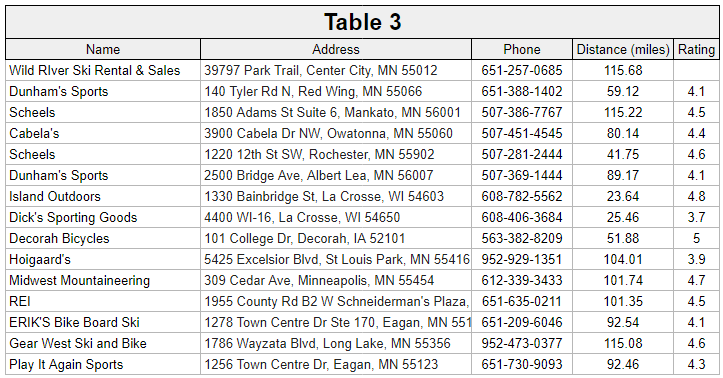 Table 3
Name Address Phone Distance (miles) Rating
Wild RIver Ski Rental & Sales 39797 Park Trail, Center City, MN 55012 651-257-0685 115.68
Dunham's Sports 140 Tyler Rd N, Red Wing, MN 55066 651-388-1402 59.12 4.1
Scheels 1850 Adams St Suite 6, Mankato, MN 56001 507-386-7767 115.22 4.5
Cabela's 3900 Cabela Dr NW, Owatonna, MN 55060 507-451-4545 80.14 4.4
Scheels 1220 12th St SW, Rochester, MN 55902 507-281-2444 41.75 4.6
Dunham's Sports 2500 Bridge Ave, Albert Lea, MN 56007 507-369-1444 89.17 4.1
Island Outdoors 1330 Bainbridge St, La Crosse, WI 54603 608-782-5562 23.64 4.8
Dick's Sporting Goods 4400 WI-16, La Crosse, WI 54650 608-406-3684 25.46 3.7
Decorah Bicycles 101 College Dr, Decorah, IA 52101 563-382-8209 51.88 5
Hoigaard's 5425 Excelsior Blvd, St Louis Park, MN 55416 952-929-1351 104.01 3.9
Midwest Mountaineering 309 Cedar Ave, Minneapolis, MN 55454 612-339-3433 101.74 4.7
REI 1955 County Rd B2 W Schneiderman's Plaza, 651-635-0211 101.35 4.5
ERIK'S Bike Board Ski 1278 Town Centre Dr Ste 170, Eagan, MN 551 651-209-6046 92.54 4.1
Gear West Ski and Bike 1786 Wayzata Blvd, Long Lake, MN 55356 952-473-0377 115.08 4.6
Play It Again Sports 1256 Town Centre Dr, Eagan, MN 55123 651-730-9093 92.46 4.3